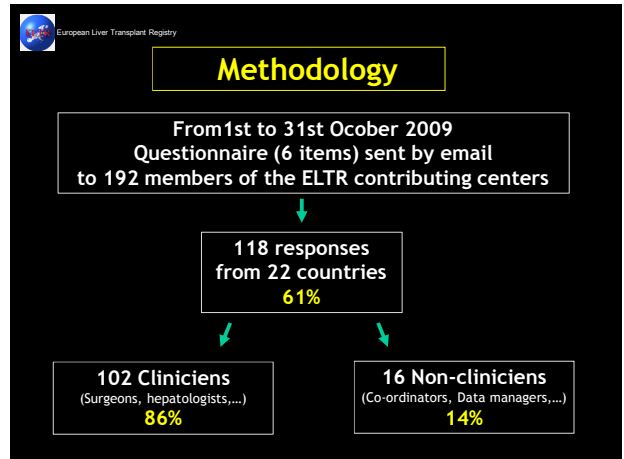 European Liver Transplant Registry
Methodology
From1st to 31st Ocober 2009
Questionnaire (6 items) sent by email
to 192 members of the ELTR contributing centers
118 responses
from 22 countries
61%
102 Cliniciens
(Surgeons, hepatologists,…)
86%
16 Non-cliniciens
(Co-ordinators, Data managers,…)
14%